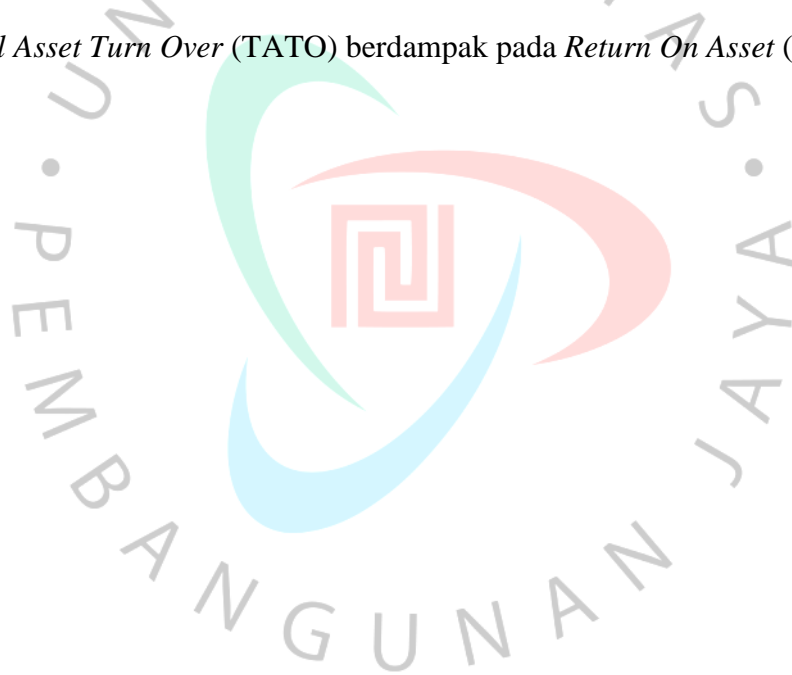 Asset Turn Over (TATO) berdampak pada Return On Asset (
PEMBANGUNAN JAYA